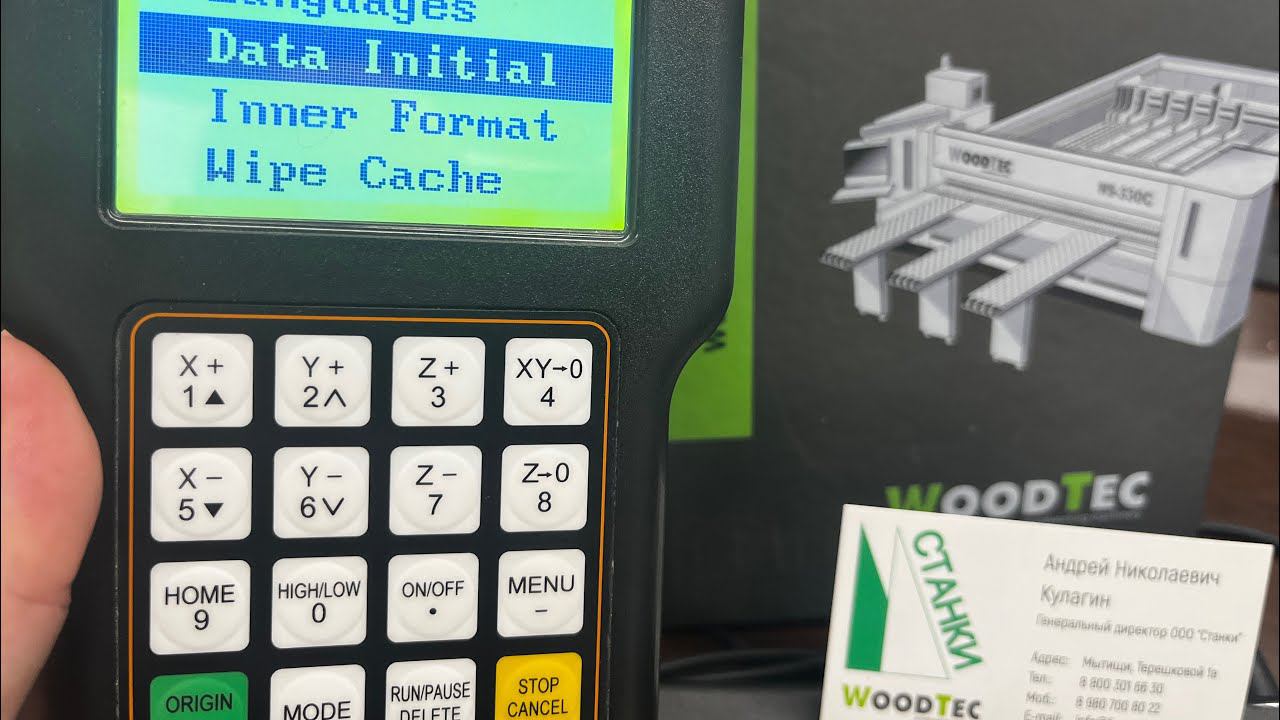 Languages
Data Initial
Inner Format
Wipe Cache
X+
1▲
Y+
2∧
Z+
3
XY→0
4
X−
5▼
Y−
6∨
Z−
7
Z→0
8
HOME
9
HIGH/LOW
0
ON/OFF
•
MENU
−
ORIGIN
MODE
RUN/PAUSE
DELETE
STOP
CANCEL
WOODTEC
WOODTEC
СТАНКИ
WOODTEC
Андрей Николаевич
Кулагин
Генеральный директор ООО "Станки"
Адрес: Мытищи, Терешковой 1а
Тел.: 8 800 301 66 30
Моб.: 8 980 700 80 22
E-mail: